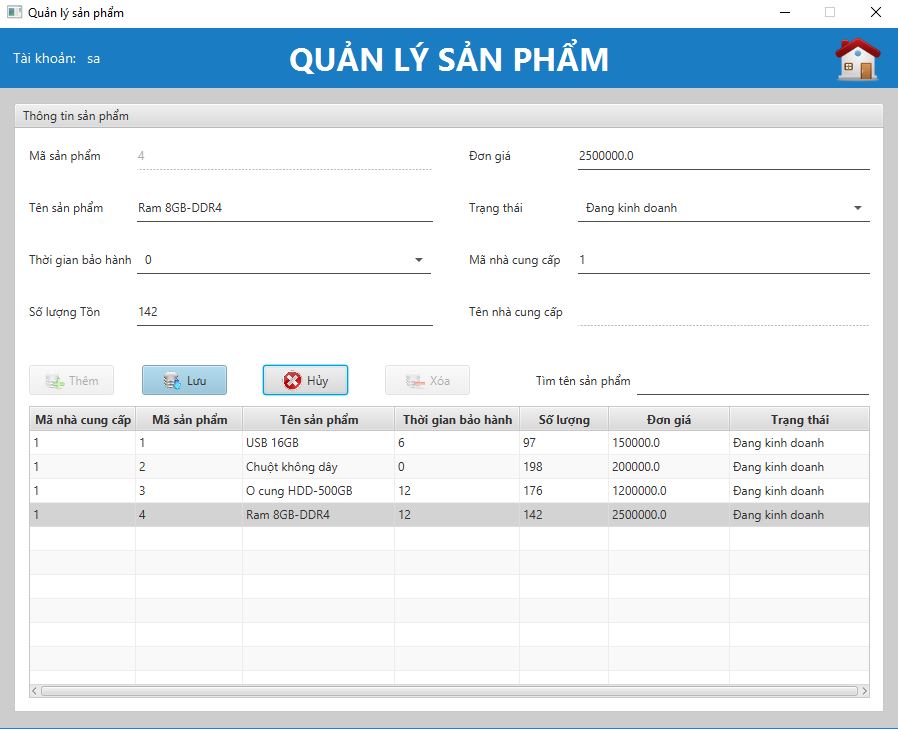 Quản lý sản phẩm
Tài khoản: sa
QUẢN LÝ SẢN PHẨM
Thông tin sản phẩm
Mã sản phẩm 4 Đơn giá 2500000.0
Tên sản phẩm Ram 8GB-DDR4 Trạng thái Đang kinh doanh
Thời gian bảo hành 0 Mã nhà cung cấp 1
Số lượng Tồn 142 Tên nhà cung cấp
Thêm Lưu Hủy Xóa Tìm tên sản phẩm
Mã nhà cung cấp Mã sản phẩm Tên sản phẩm Thời gian bảo hành Số lượng Đơn giá Trạng thái
1 1 USB 16GB 6 97 150000.0 Đang kinh doanh
1 2 Chuột không dây 0 198 200000.0 Đang kinh doanh
1 3 O cung HDD-500GB 12 176 1200000.0 Đang kinh doanh
1 4 Ram 8GB-DDR4 12 142 2500000.0 Đang kinh doanh